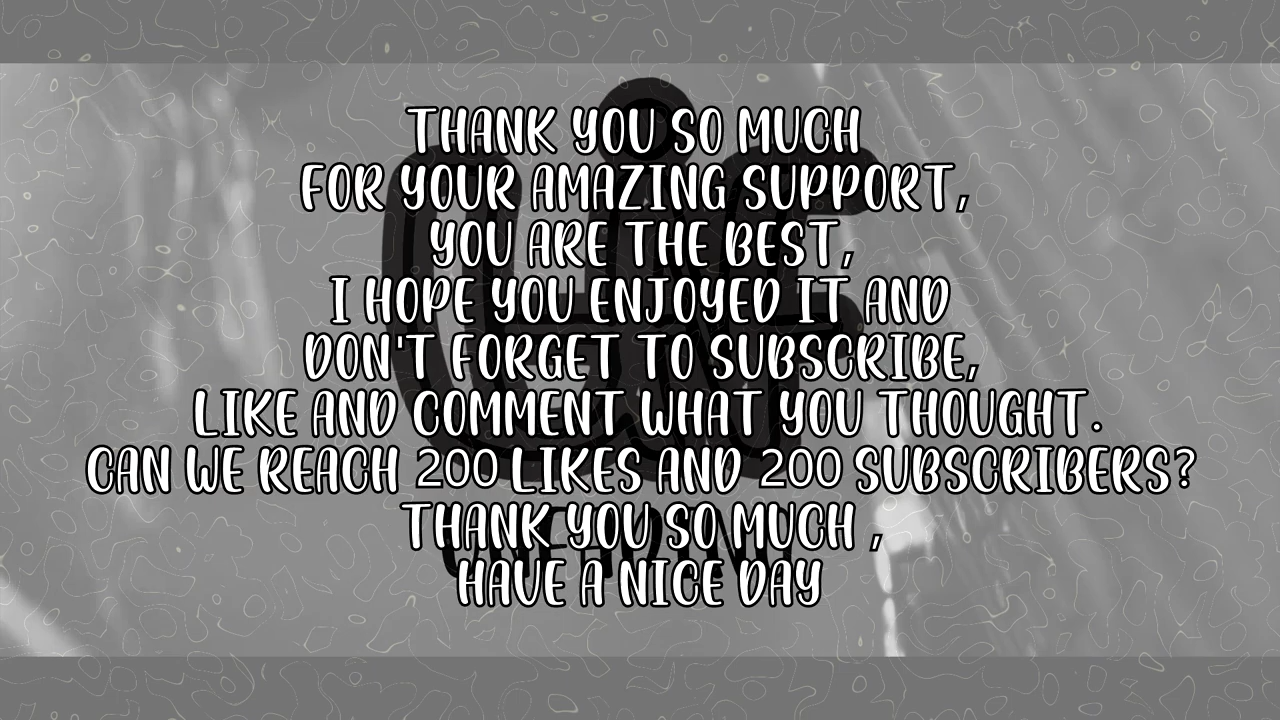 THANK YOU SO MUCH
FOR YOUR AMAZING SUPPORT,
YOU ARE THE BEST,
I HOPE YOU ENJOYED IT AND
DON'T FORGET TO SUBSCRIBE,
LIKE AND COMMENT WHAT YOU THOUGHT.
CAN WE REACH 200 LIKES AND 200 SUBSCRIBERS?
THANK YOU SO MUCH ,
HAVE A NICE DAY